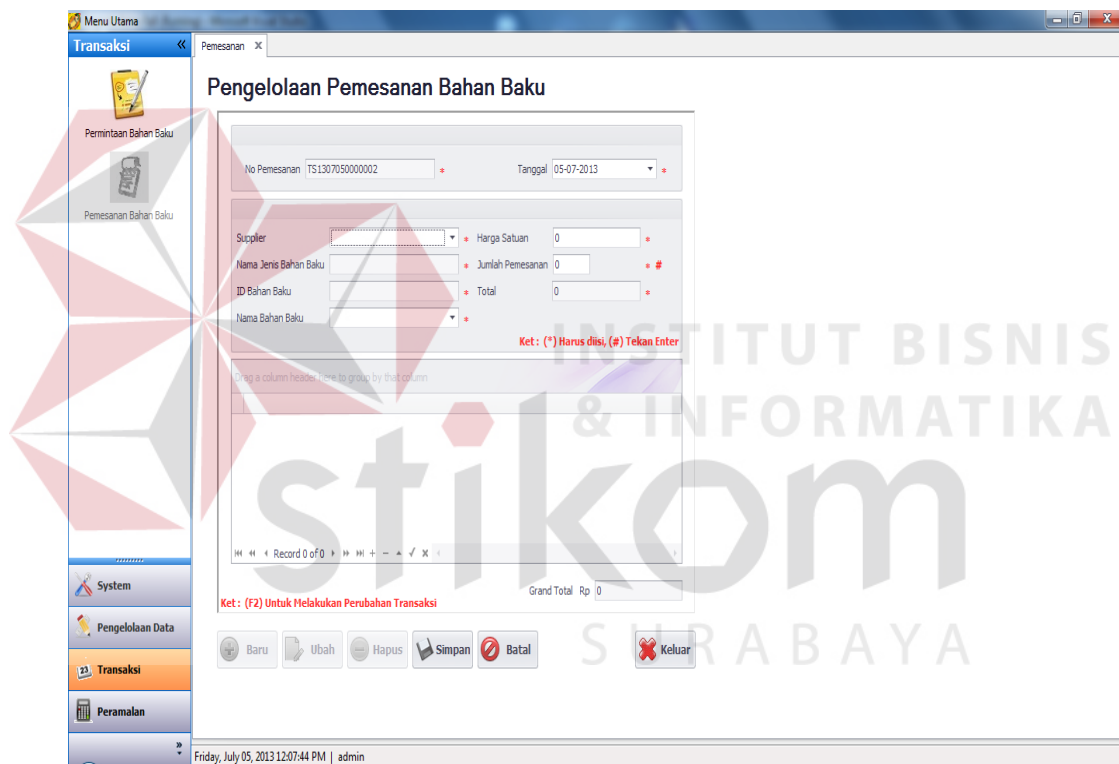 Menu Utama
Transaksi «
Pemesanan X
Permintaan Bahan Baku
Pemesanan Bahan Baku
Pengelolaan Pemesanan Bahan Baku
No Pemesanan TS1307050000002 *
Tanggal 05-07-2013 *
Supplier *
Harga Satuan 0 *
Nama Jenis Bahan Baku *
Jumlah Pemesanan 0 * #
ID Bahan Baku *
Total 0 *
Nama Bahan Baku *
Ket : (*) Harus diisi, (#) Tekan Enter
Drag a column header here to group by that column
Record 0 of 0
Grand Total Rp 0
Ket : (F2) Untuk Melakukan Perubahan Transaksi
Baru Ubah Hapus Simpan Batal Keluar
System
Pengelolaan Data
23 Transaksi
Peramalan
»
Friday, July 05, 2013 12:07:44 PM | admin
INSTITUT BISNIS
& INFORMATIKA
stikom
SURABAYA